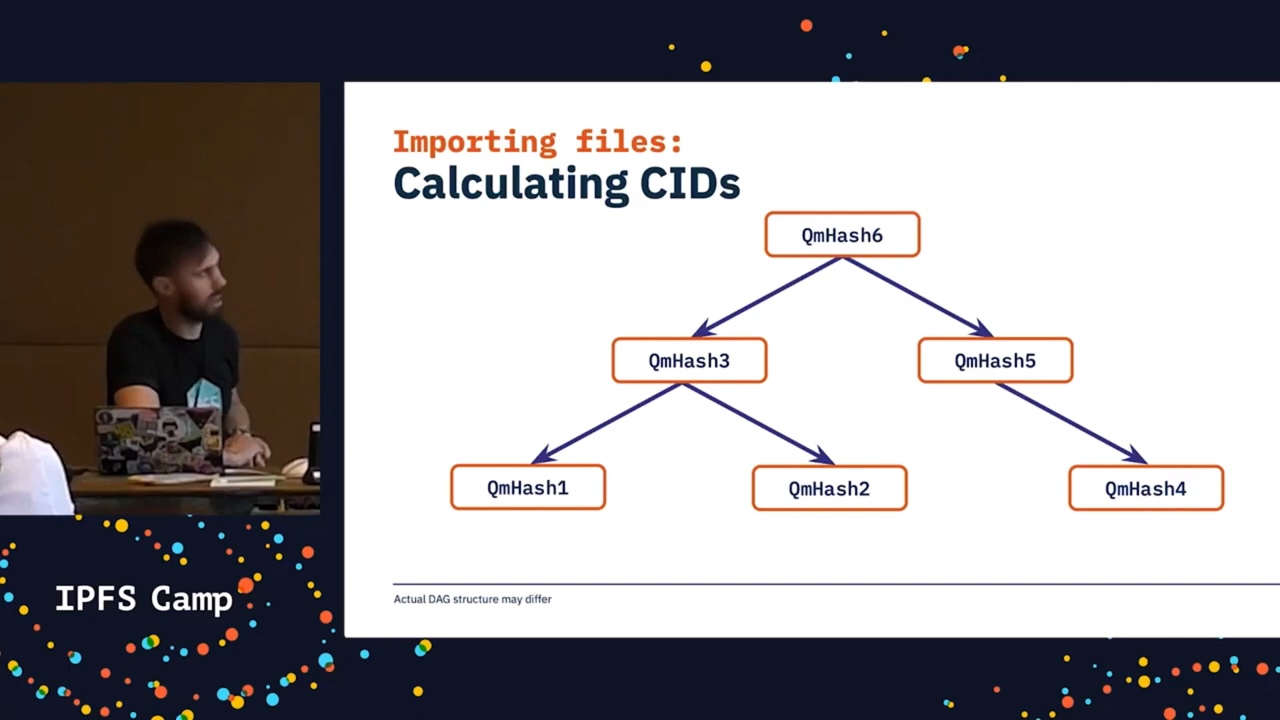 Importing files:
Calculating CIDs
QmHash6
QmHash3
QmHash5
QmHash1
QmHash2
QmHash4
Actual DAG structure may differ
IPFS Camp